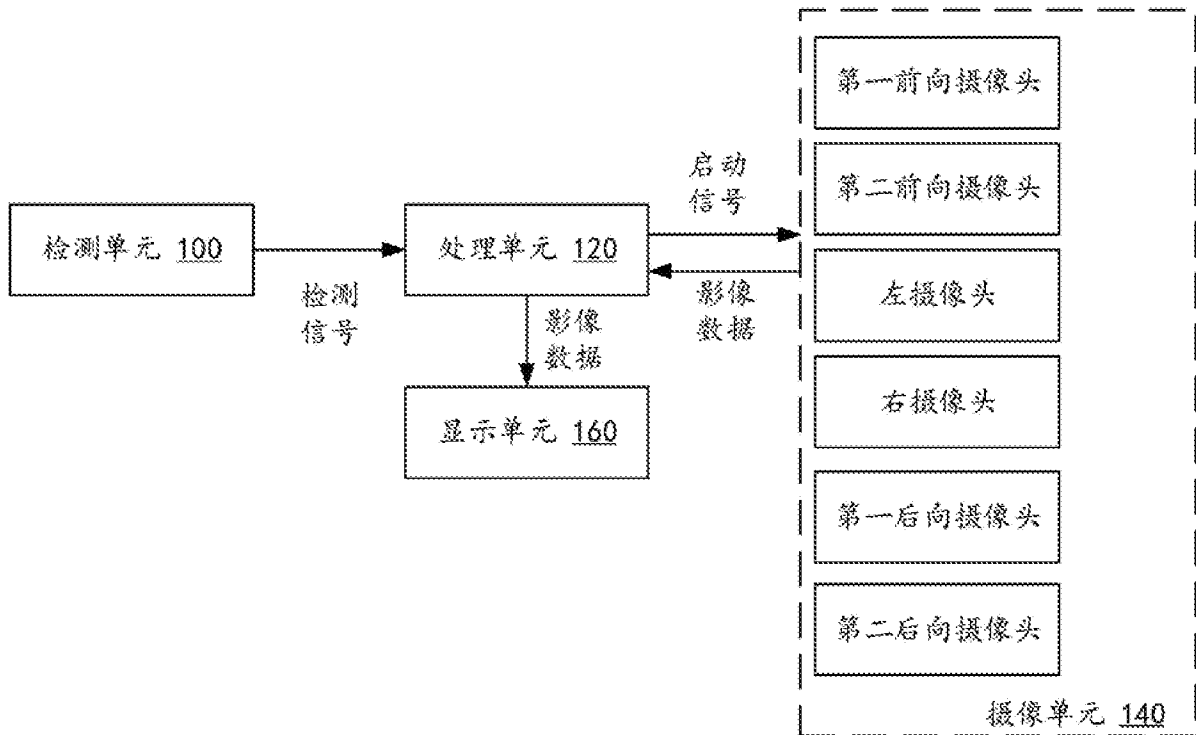 检测单元 100
检测
信号
处理单元 120
启动
信号
影像
数据
影像
数据
显示单元 160
第一前向摄像头
第二前向摄像头
左摄像头
右摄像头
第一后向摄像头
第二后向摄像头
摄像单元 140